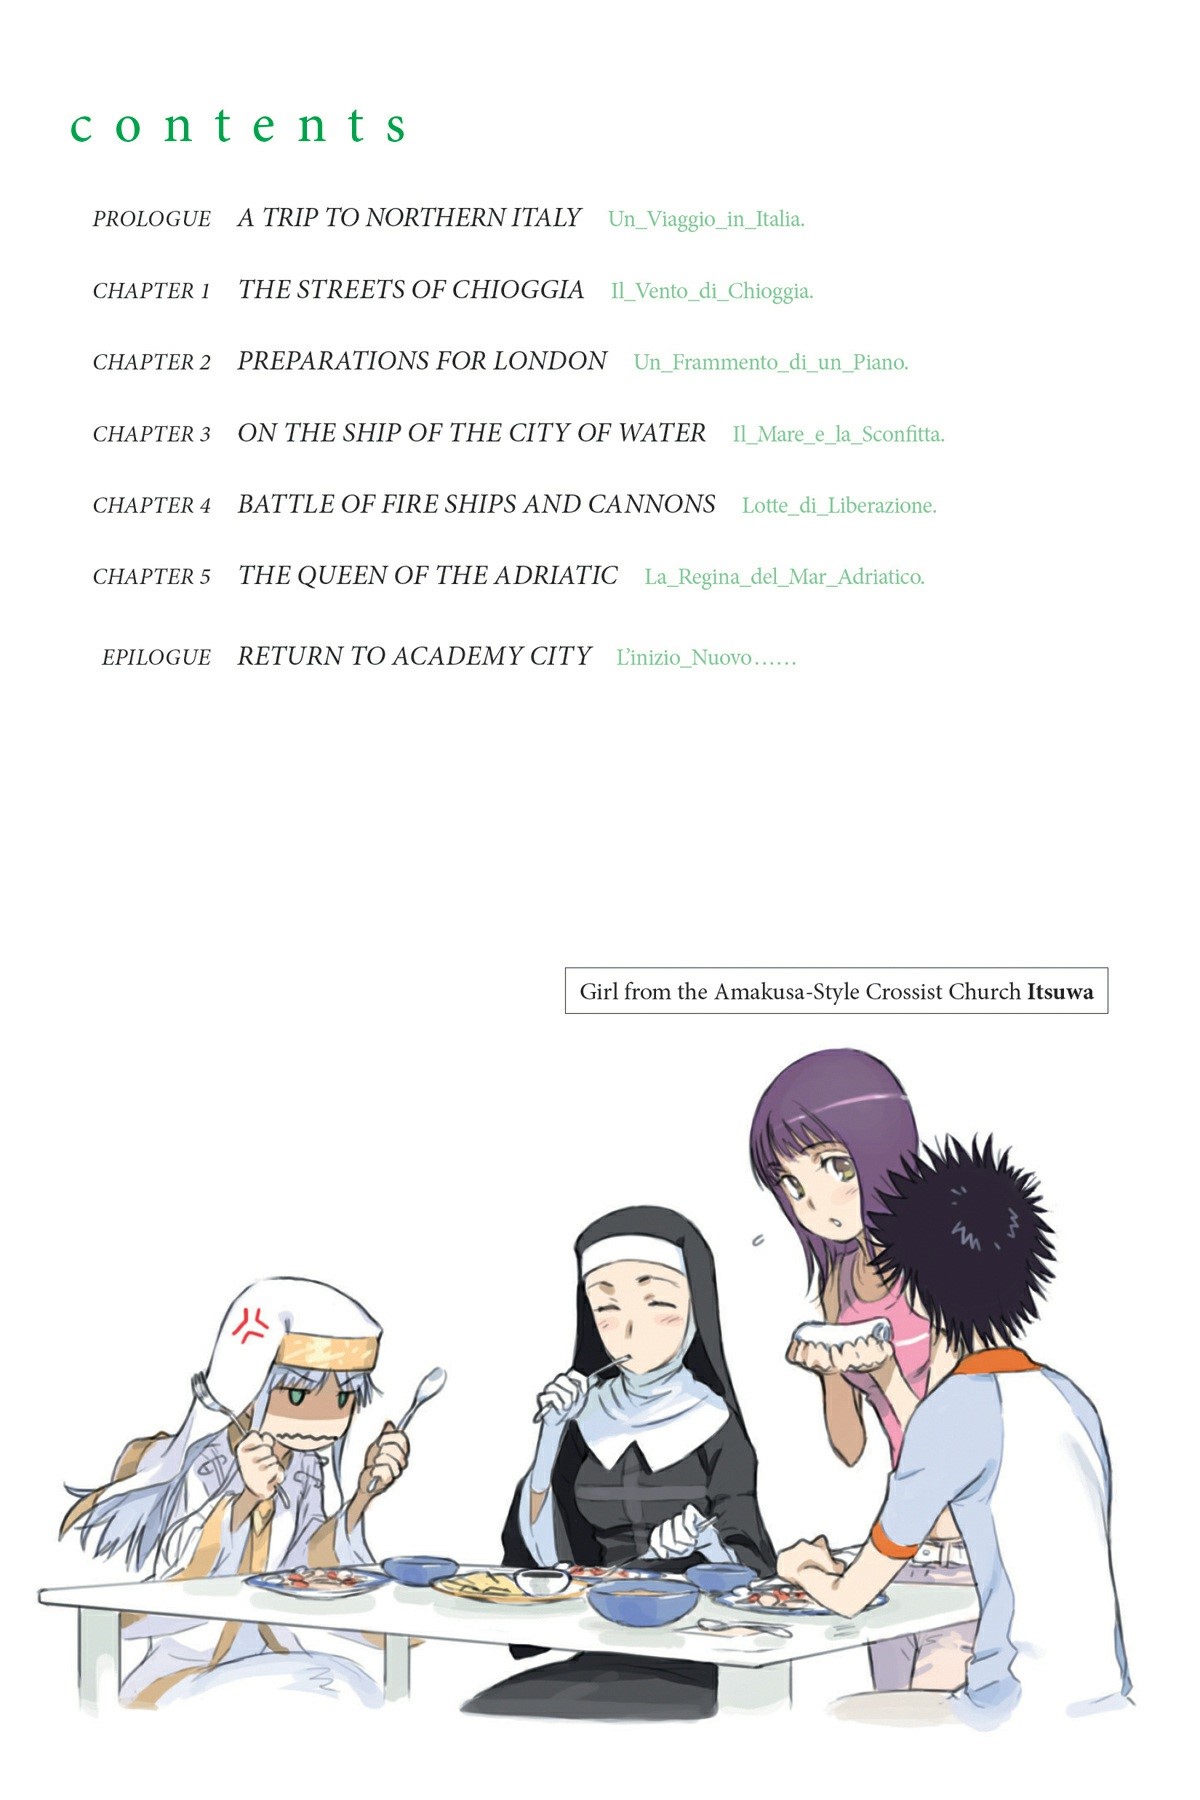 contents
PROLOGUE A TRIP TO NORTHERN ITALY Un_Viaggio_in_Italia.
CHAPTER 1 THE STREETS OF CHIOGGIA Il_Vento_di_Chioggia.
CHAPTER 2 PREPARATIONS FOR LONDON Un_Frammento_di_un_Piano.
CHAPTER 3 ON THE SHIP OF THE CITY OF WATER Il_Mare_e_la_Sconfitta.
CHAPTER 4 BATTLE OF FIRE SHIPS AND CANNONS Lotte_di_Liberazione.
CHAPTER 5 THE QUEEN OF THE ADRIATIC La_Regina_del_Mar_Adriatico.
EPILOGUE RETURN TO ACADEMY CITY L’inizio_Nuovo……
Girl from the Amakusa-Style Crossist Church Itsuwa